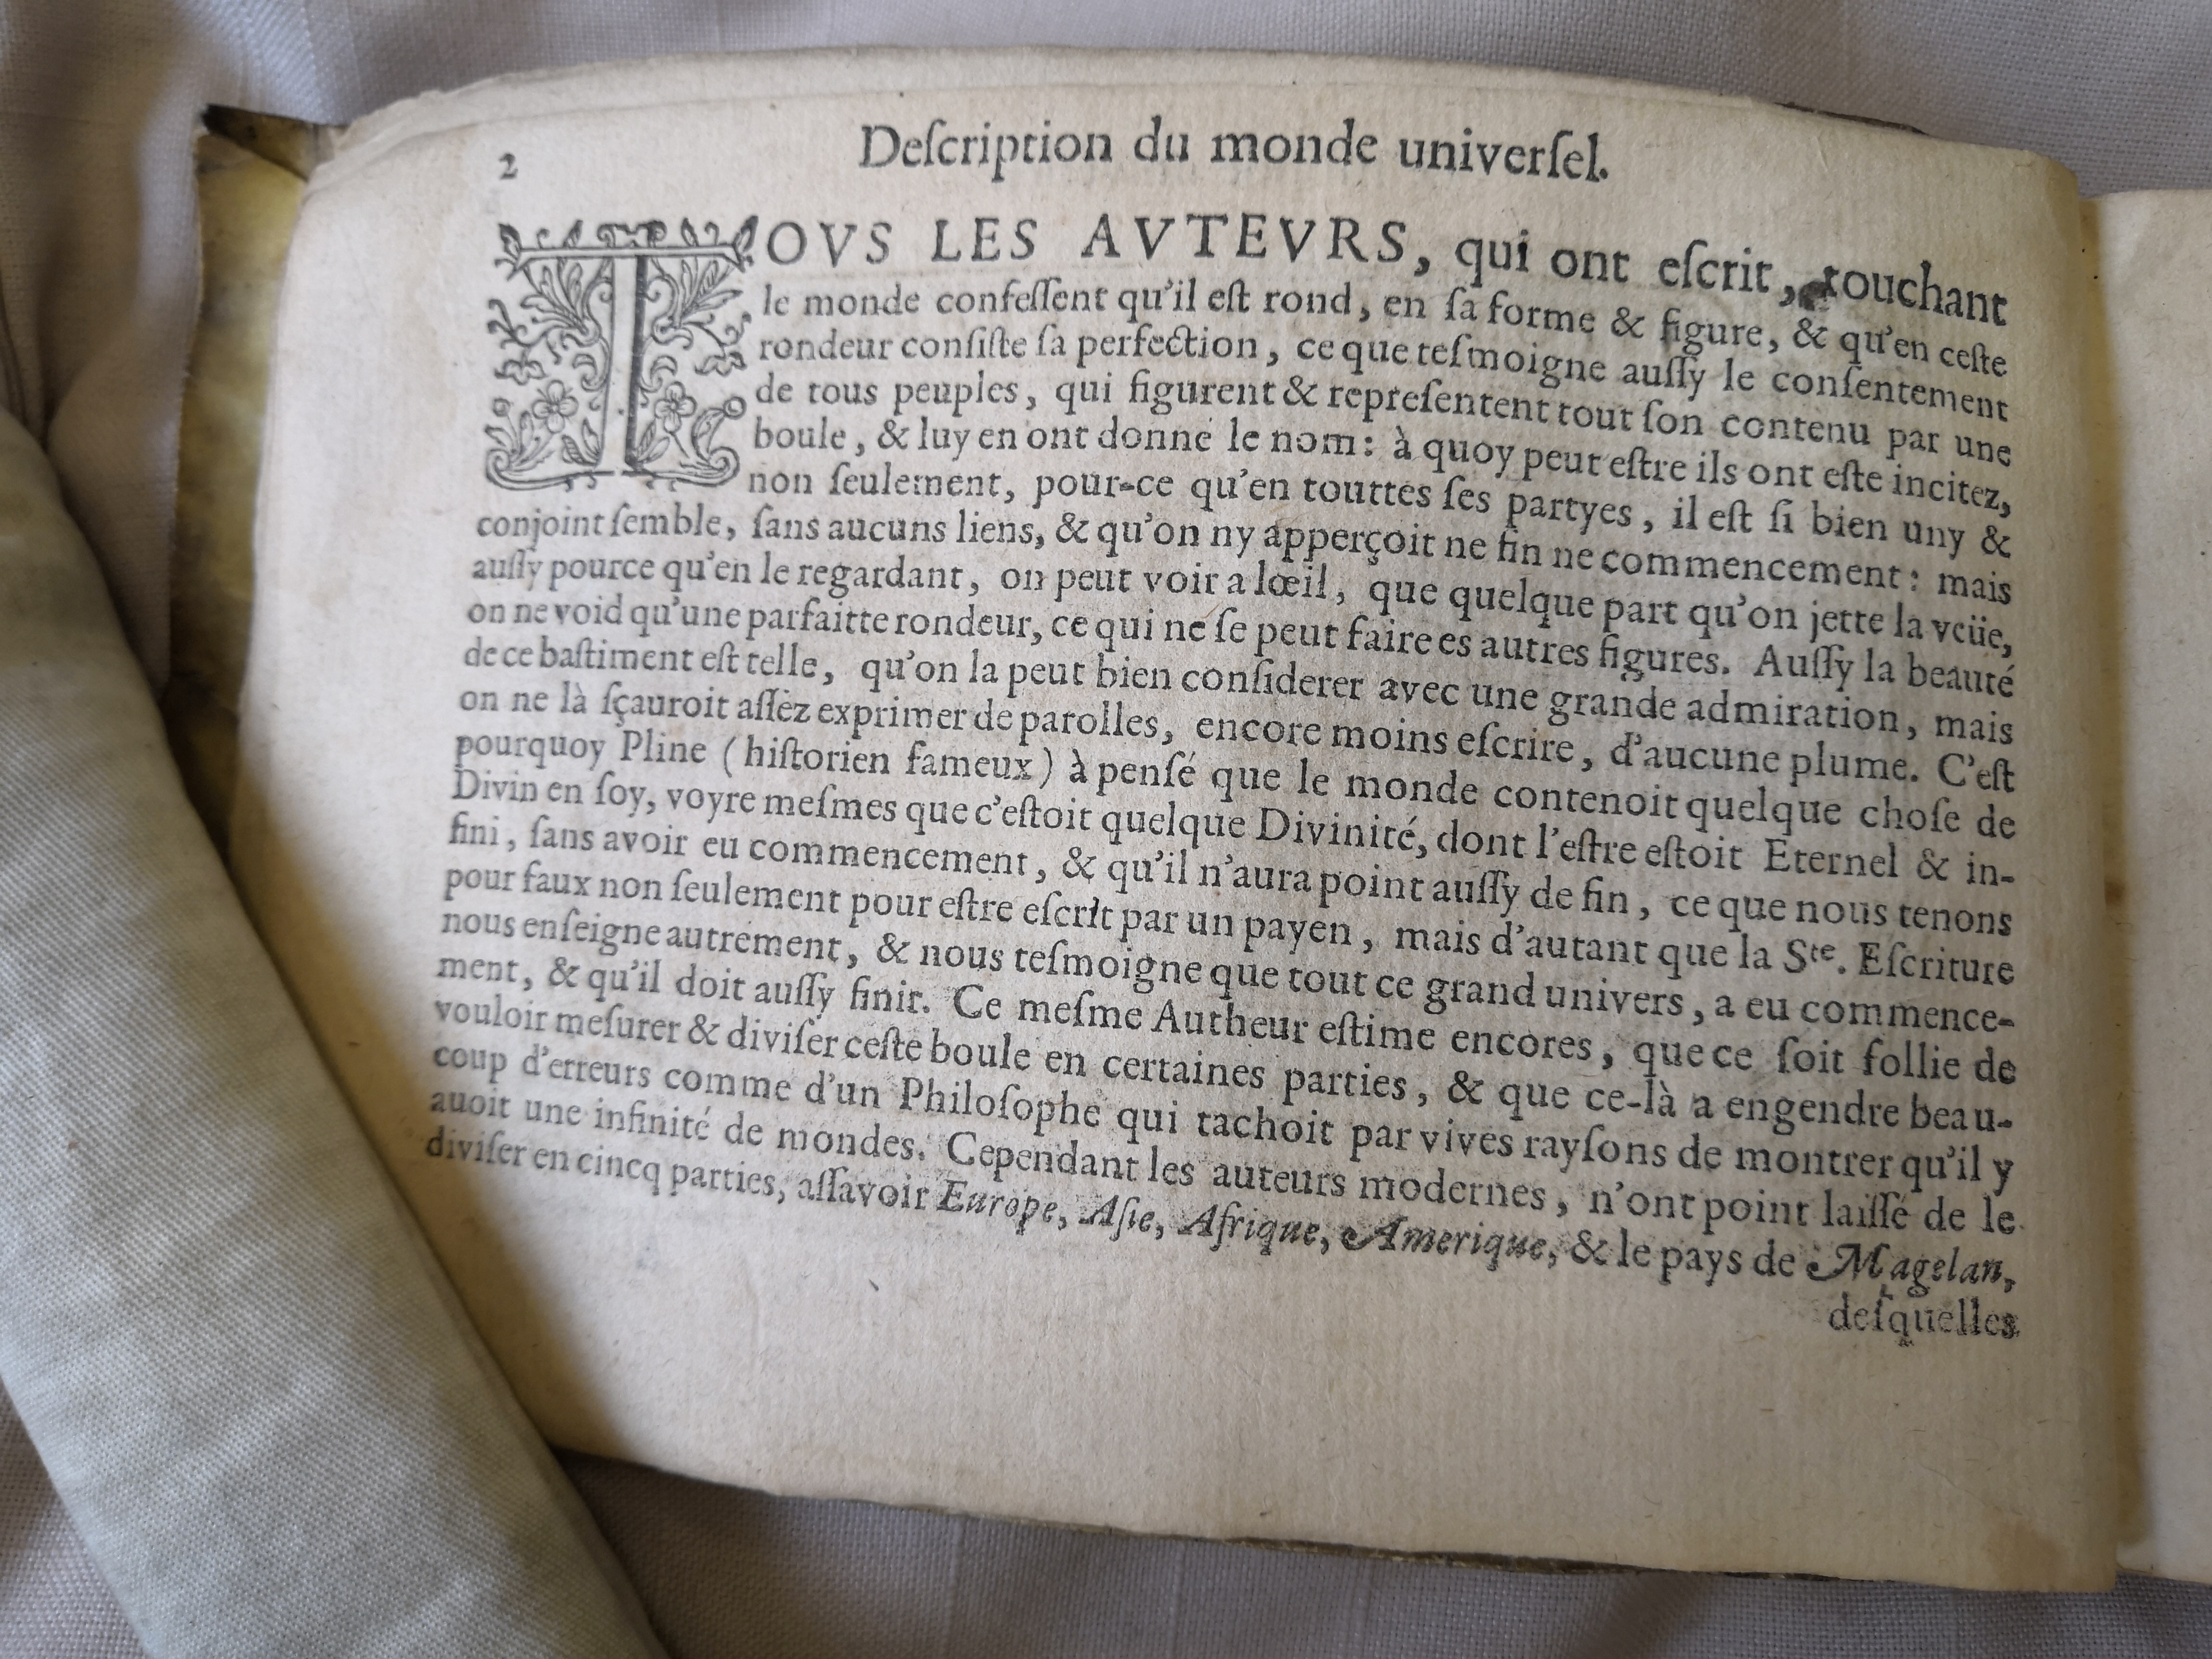 2
Deſcription du monde univerſel.
TOVS LES AVTEVRS, qui ont eſcrit, touchant
le monde confeſſent qu'il eſt rond, en ſa forme & figure, & qu'en ceſte
rondeur conſiſte ſa perfection, ce que teſmoigne auſſy le conſentement
de tous peuples, qui figurent & repreſentent tout ſon contenu par une
boule, & luy en ont donné le nom: à quoy peut eſtre ils ont eſte incitez,
non ſeulement, pour-ce qu'en touttes ſes partyes, il eſt ſi bien uny &
conjoint ſemble, ſans aucuns liens, & qu'on ny apperçoit ne fin ne commencement: mais
auſſy pource qu'en le regardant, on peut voir a lœil, que quelque part qu'on jette la veüe,
on ne void qu'une parfaitte rondeur, ce qui ne ſe peut faire es autres figures. Auſſy la beauté
de ce baſtiment eſt telle, qu'on la peut bien conſiderer avec une grande admiration, mais
on ne là ſçauroit aſſez exprimer de parolles, encore moins eſcrire, d'aucune plume. C'eſt
pourquoy Pline (hiſtorien fameux) à penſé que le monde contenoit quelque choſe de
Divin en ſoy, voyre meſmes que c'eſtoit quelque Divinité, dont l'eſtre eſtoit Eternel & in-
fini, ſans avoir eu commencement, & qu'il n'aura point auſſy de fin, ce que nous tenons
pour faux non ſeulement pour eſtre eſcrit par un payen, mais d'autant que la Ste. Eſcriture
nous enſeigne autrement, & nous teſmoigne que tout ce grand univers, a eu commence-
ment, & qu'il doit auſſy finir. Ce meſme Autheur eſtime encores, que ce ſoit follie de
vouloir meſurer & diviſer ceſte boule en certaines parties, & que ce-là a engendre beau-
coup d'erreurs comme d'un Philoſophe qui tachoit par vives rayſons de montrer qu'il y
auoit une infinité de mondes. Cependant les auteurs modernes, n'ont point laiſſé de le
diviſer en cincq parties, aſſavoir Europe, Aſie, Afrique, Amerique, & le pays de Magelan,
deſquelles